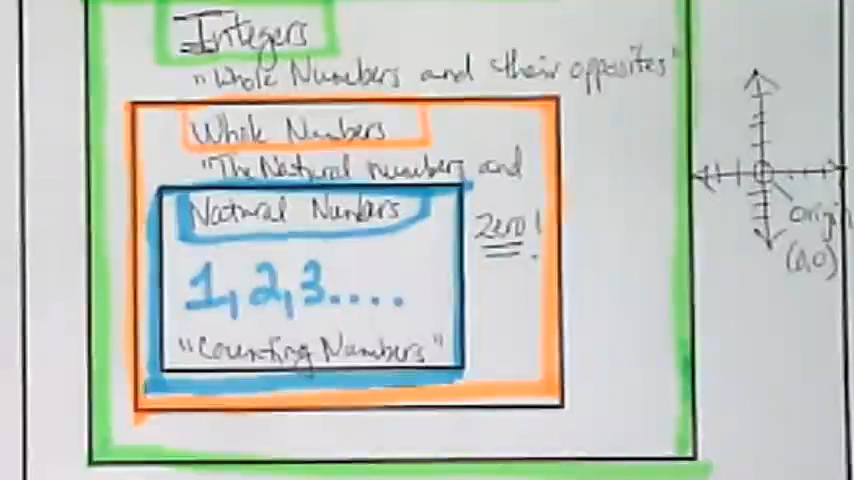 Integers
"Whole Numbers and their opposites"
Whole Numbers
"The Natural numbers and
Zero!
Natural Numbers
1,2,3....
"Counting Numbers"
origin
(0,0)